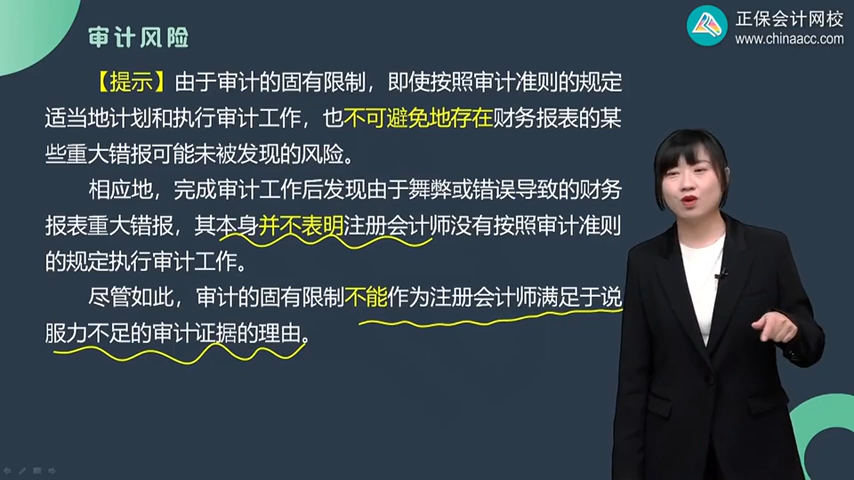 审计风险
正保会计网校
www.chinaacc.com
【提示】由于审计的固有限制，即使按照审计准则的规定
适当地计划和执行审计工作，也不可避免地存在财务报表的某
些重大错报可能未被发现的风险。
相应地，完成审计工作后发现由于舞弊或错误导致的财务
报表重大错报，其本身并不表明注册会计师没有按照审计准则
的规定执行审计工作。
尽管如此，审计的固有限制不能作为注册会计师满足于说
服力不足的审计证据的理由。